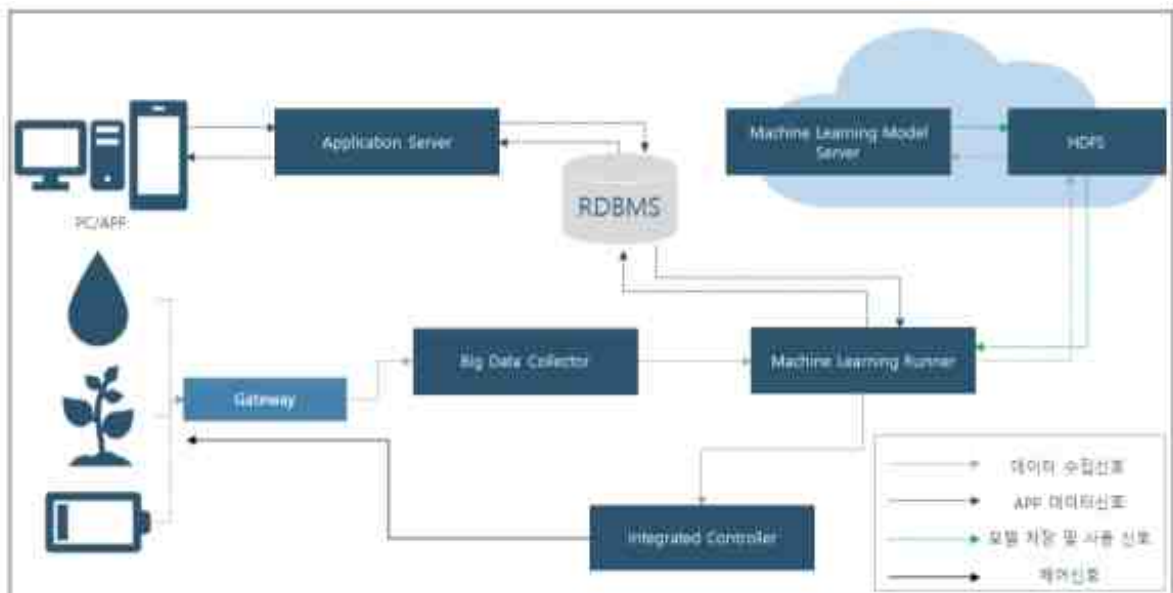 Application Server
Machine Learning Model
Server
HDFS
RDBMS
PC/APP
Big Data Collector
Machine Learning Runner
Gateway
Integrated Controller
데이터 수집신호
APP 데이터신호
모델 저장 및 사용 신호
제어신호